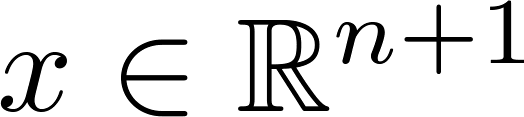 x ∈ ℝ^{n+1}